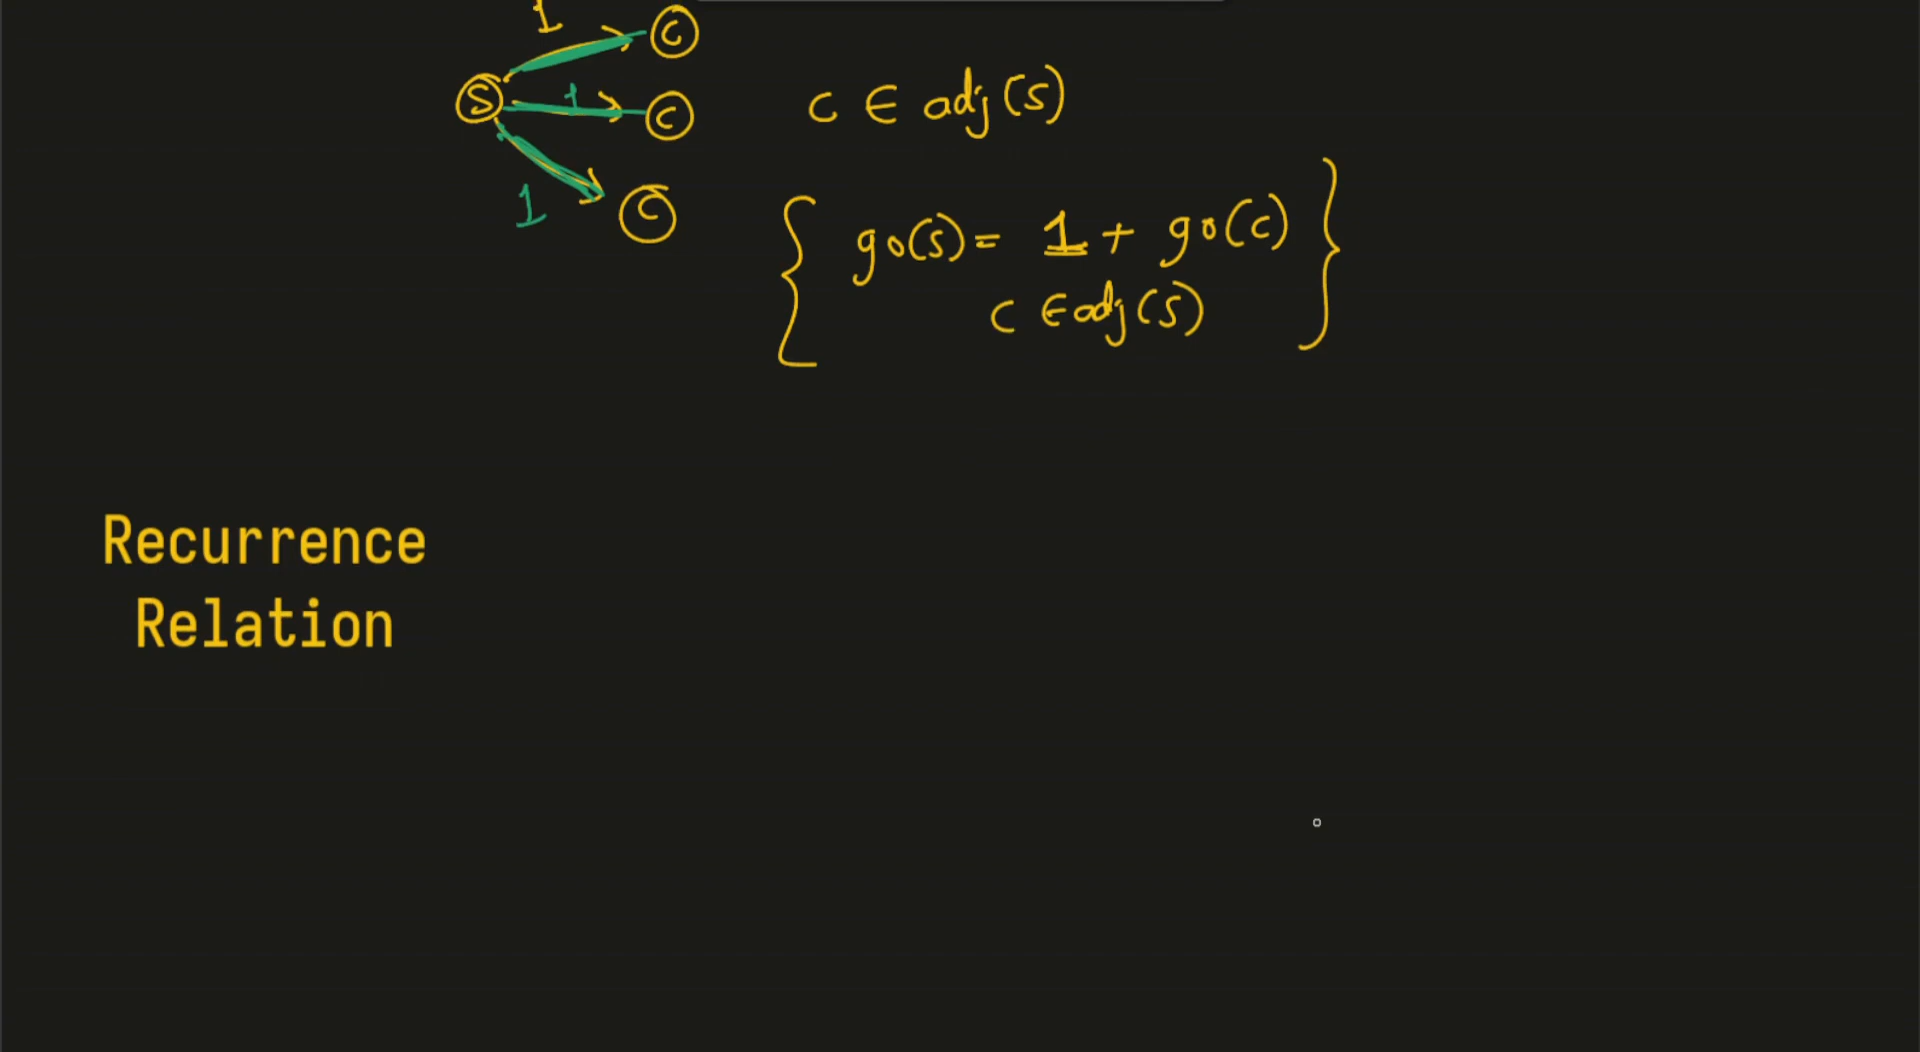 1
C
S
1
C
C ∈ adj(S)
1
C
{ go(s) = 1 + go(c) }
C ∈ adj(S)
Recurrence
Relation